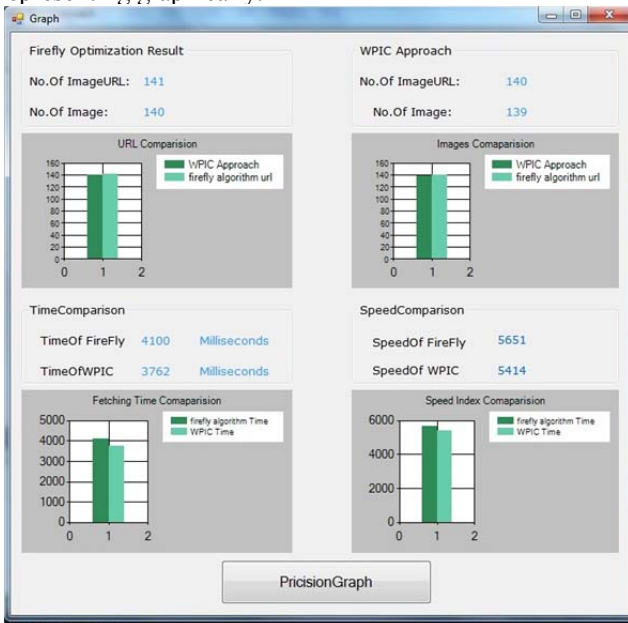 Graph
Firefly Optimization Result
No.Of ImageURL: 141
No.Of Image: 140
WPIC Approach
No.Of ImageURL: 140
No.Of Image: 139
URL Comparision
WPIC Approach
firefly algorithm url
160
140
120
100
80
60
40
20
0
0 1 2
Images Comaparision
WPIC Approach
firefly algorithm url
160
140
120
100
80
60
40
20
0
0 1 2
TimeComparison
TimeOf FireFly 4100 Milliseconds
TimeOfWPIC 3762 Milliseconds
SpeedComparison
SpeedOf FireFly 5651
SpeedOf WPIC 5414
Fetching Time Comaparision
firefly algorithm Time
WPIC Time
5000
4000
3000
2000
1000
0
0 1 2
Speed Index Comaparision
firefly algorithm Time
WPIC Time
6000
4000
2000
0
0 1 2
PricisionGraph